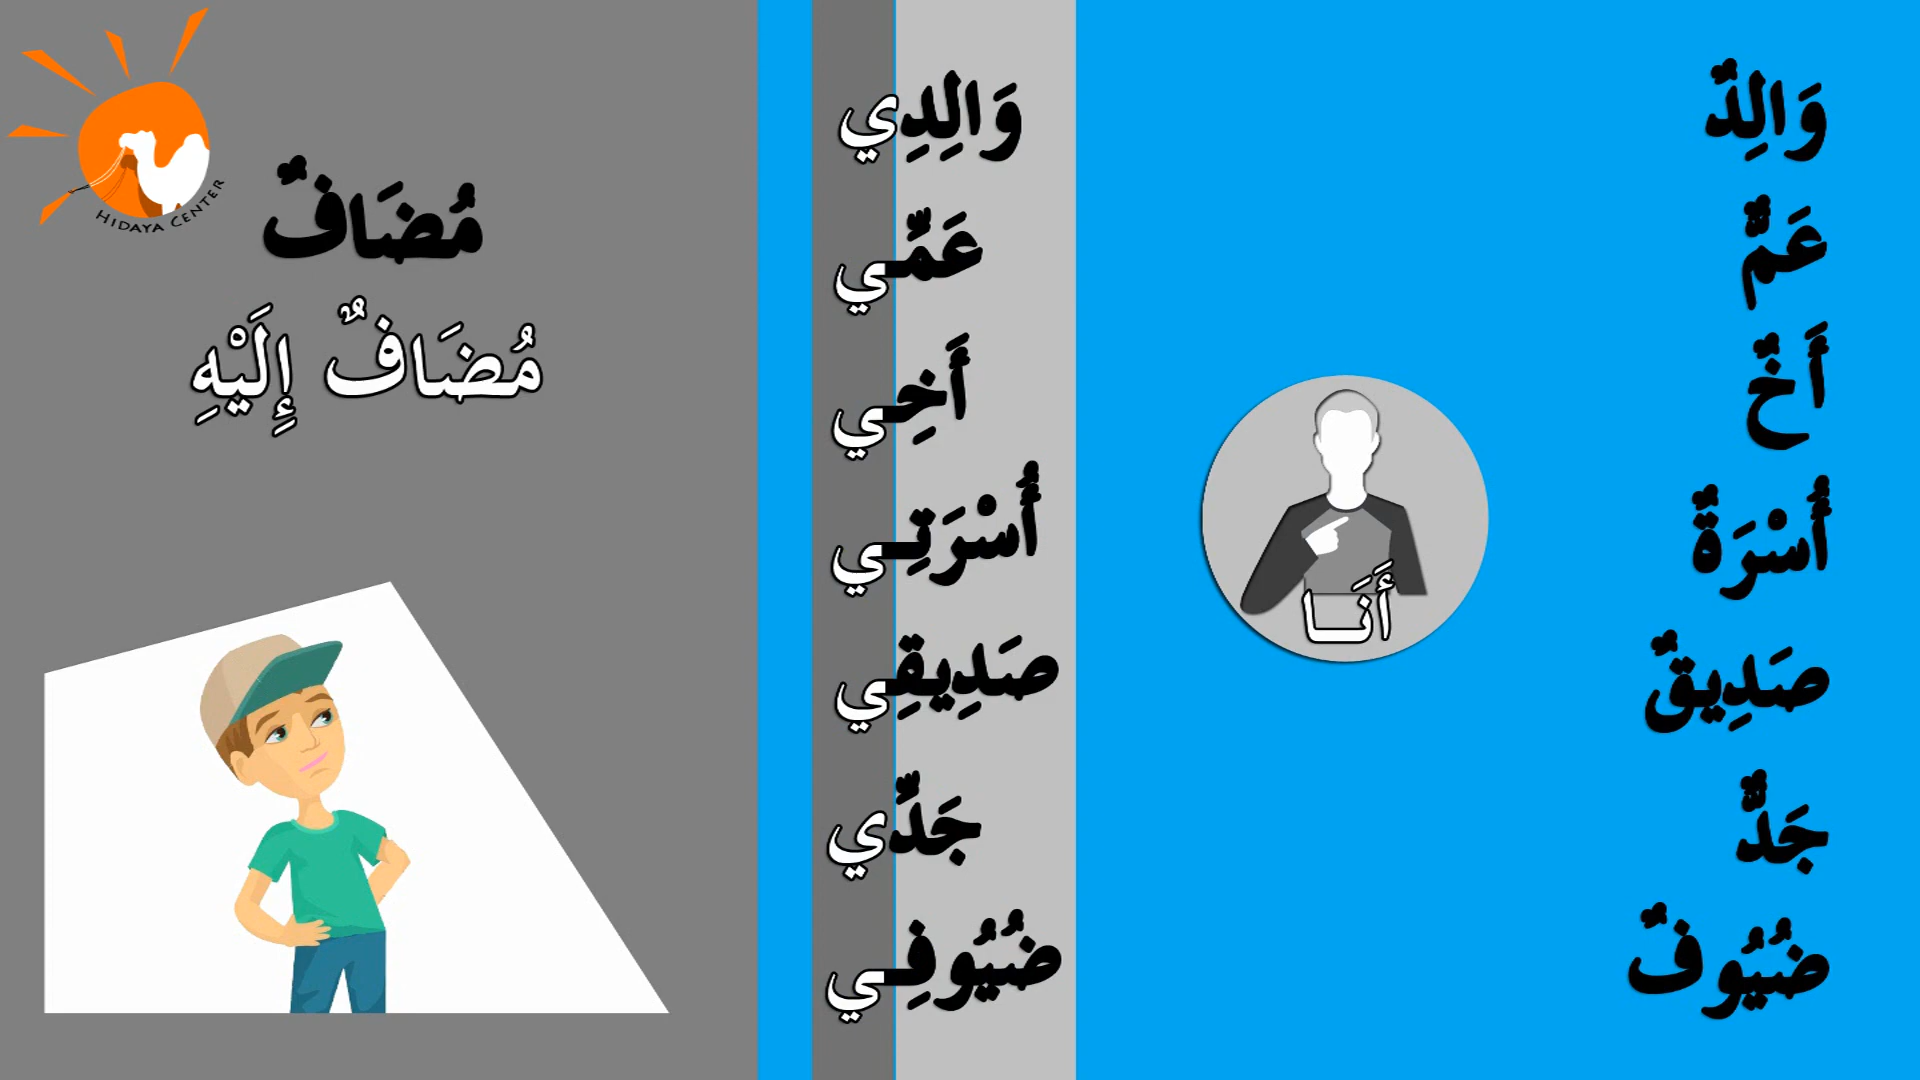 وَالِدٌ
عَمٌّ
أَخٌ
أُسْرَةٌ
صَدِيقٌ
جَدٌّ
ضُيُوفٌ
أَنَا
وَالِدِي
عَمِّي
أَخِي
أُسْرَتِي
صَدِيقِي
جَدِّي
ضُيُوفِي
مُضَافٌ
مُضَافٌ إِلَيْهِ
HIDAYA CENTER